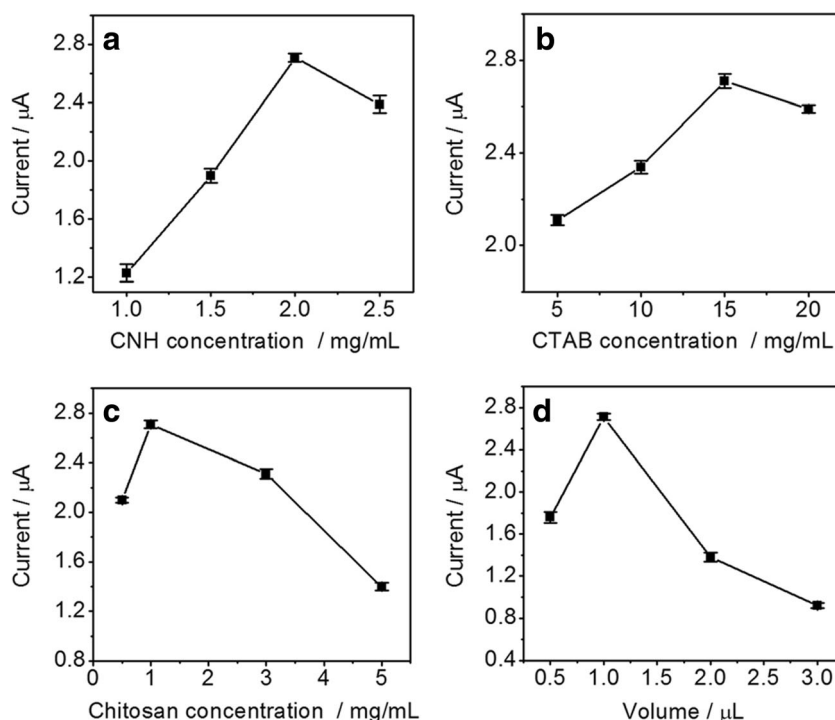 a
2.8
2.4
2.0
1.6
1.2
Current / μA
1.0 1.5 2.0 2.5
CNH concentration / mg/mL
b
2.8
2.4
2.0
Current / μA
5 10 15 20
CTAB concentration / mg/mL
c
2.8
2.4
2.0
1.6
1.2
0.8
Current / μA
0 1 2 3 4 5
Chitosan concentration / mg/mL
d
2.8
2.4
2.0
1.6
1.2
0.8
0.4
Current / μA
0.5 1.0 1.5 2.0 2.5 3.0
Volume / μL